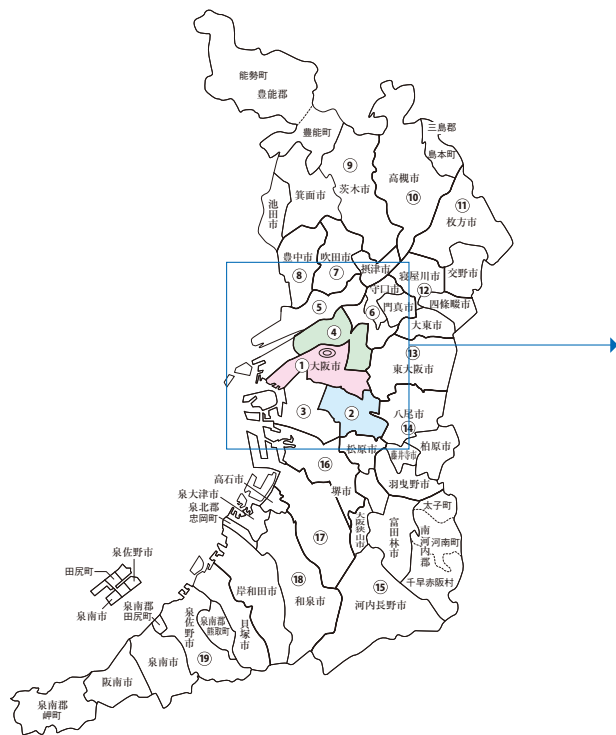 能勢町
豊能郡
豊能町
三島郡
島本町
⑨
茨木市
高槻市
⑩
⑪
枚方市
箕面市
池田市
豊中市
⑧
吹田市
⑦
摂津市
寝屋川市
⑫
交野市
守口市
⑥
門真市
四條畷市
大東市
⑤
④
①
大阪市
⑬
東大阪市
③
②
八尾市
⑭
柏原市
松原市
藤井寺市
羽曳野市
⑯
堺市
高石市
泉大津市
泉北郡
忠岡町
⑰
大阪狭山市
富田林市
太子町
南河内郡
河南町
千早赤阪村
⑮
河内長野市
⑱
和泉市
岸和田市
貝塚市
泉佐野市
田尻町
泉南市
泉南郡
田尻町
泉佐野市
泉南郡
熊取町
⑲
泉南市
阪南市
泉南郡
岬町